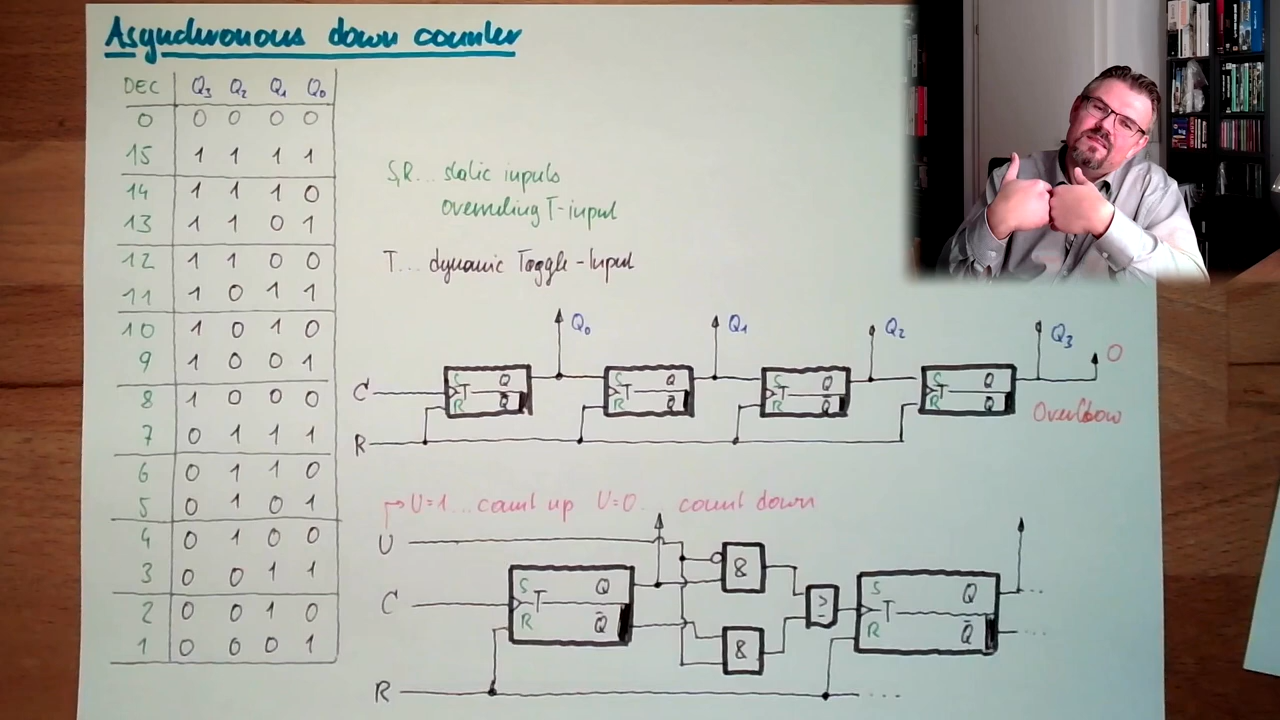 Asynchronous down counter
DEC Q3 Q2 Q1 Q0
0 0 0 0 0
15 1 1 1 1
14 1 1 1 0
13 1 1 0 1
12 1 1 0 0
11 1 0 1 1
10 1 0 1 0
9 1 0 0 1
8 1 0 0 0
7 0 1 1 1
6 0 1 1 0
5 0 1 0 1
4 0 1 0 0
3 0 0 1 1
2 0 0 1 0
1 0 0 0 1
S,R... static inputs
overriding T-input
T... dynamic Toggle-Input
Q0 Q1 Q2 Q3 O
C S T R Q Q̄ S T R Q Q̄ S T R Q Q̄ S T R Q Q̄
Overflow
R
U=1... count up U=0... count down
U
&
C S T R Q Q̄ ≥ S T R Q Q̄ ...
& ...
R ...